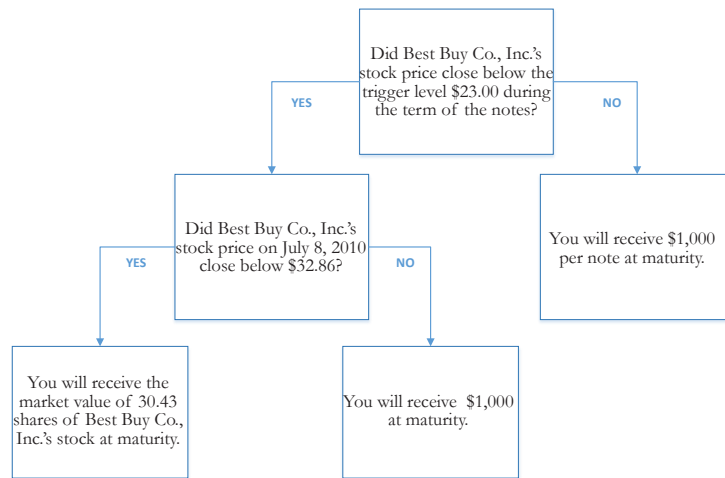 Did Best Buy Co., Inc.'s
stock price close below the
trigger level $23.00 during
the term of the notes?
YES
NO
Did Best Buy Co., Inc.'s
stock price on July 8, 2010
close below $32.86?
You will receive $1,000
per note at maturity.
YES
NO
You will receive the
market value of 30.43
shares of Best Buy Co.,
Inc.'s stock at maturity.
You will receive $1,000
at maturity.